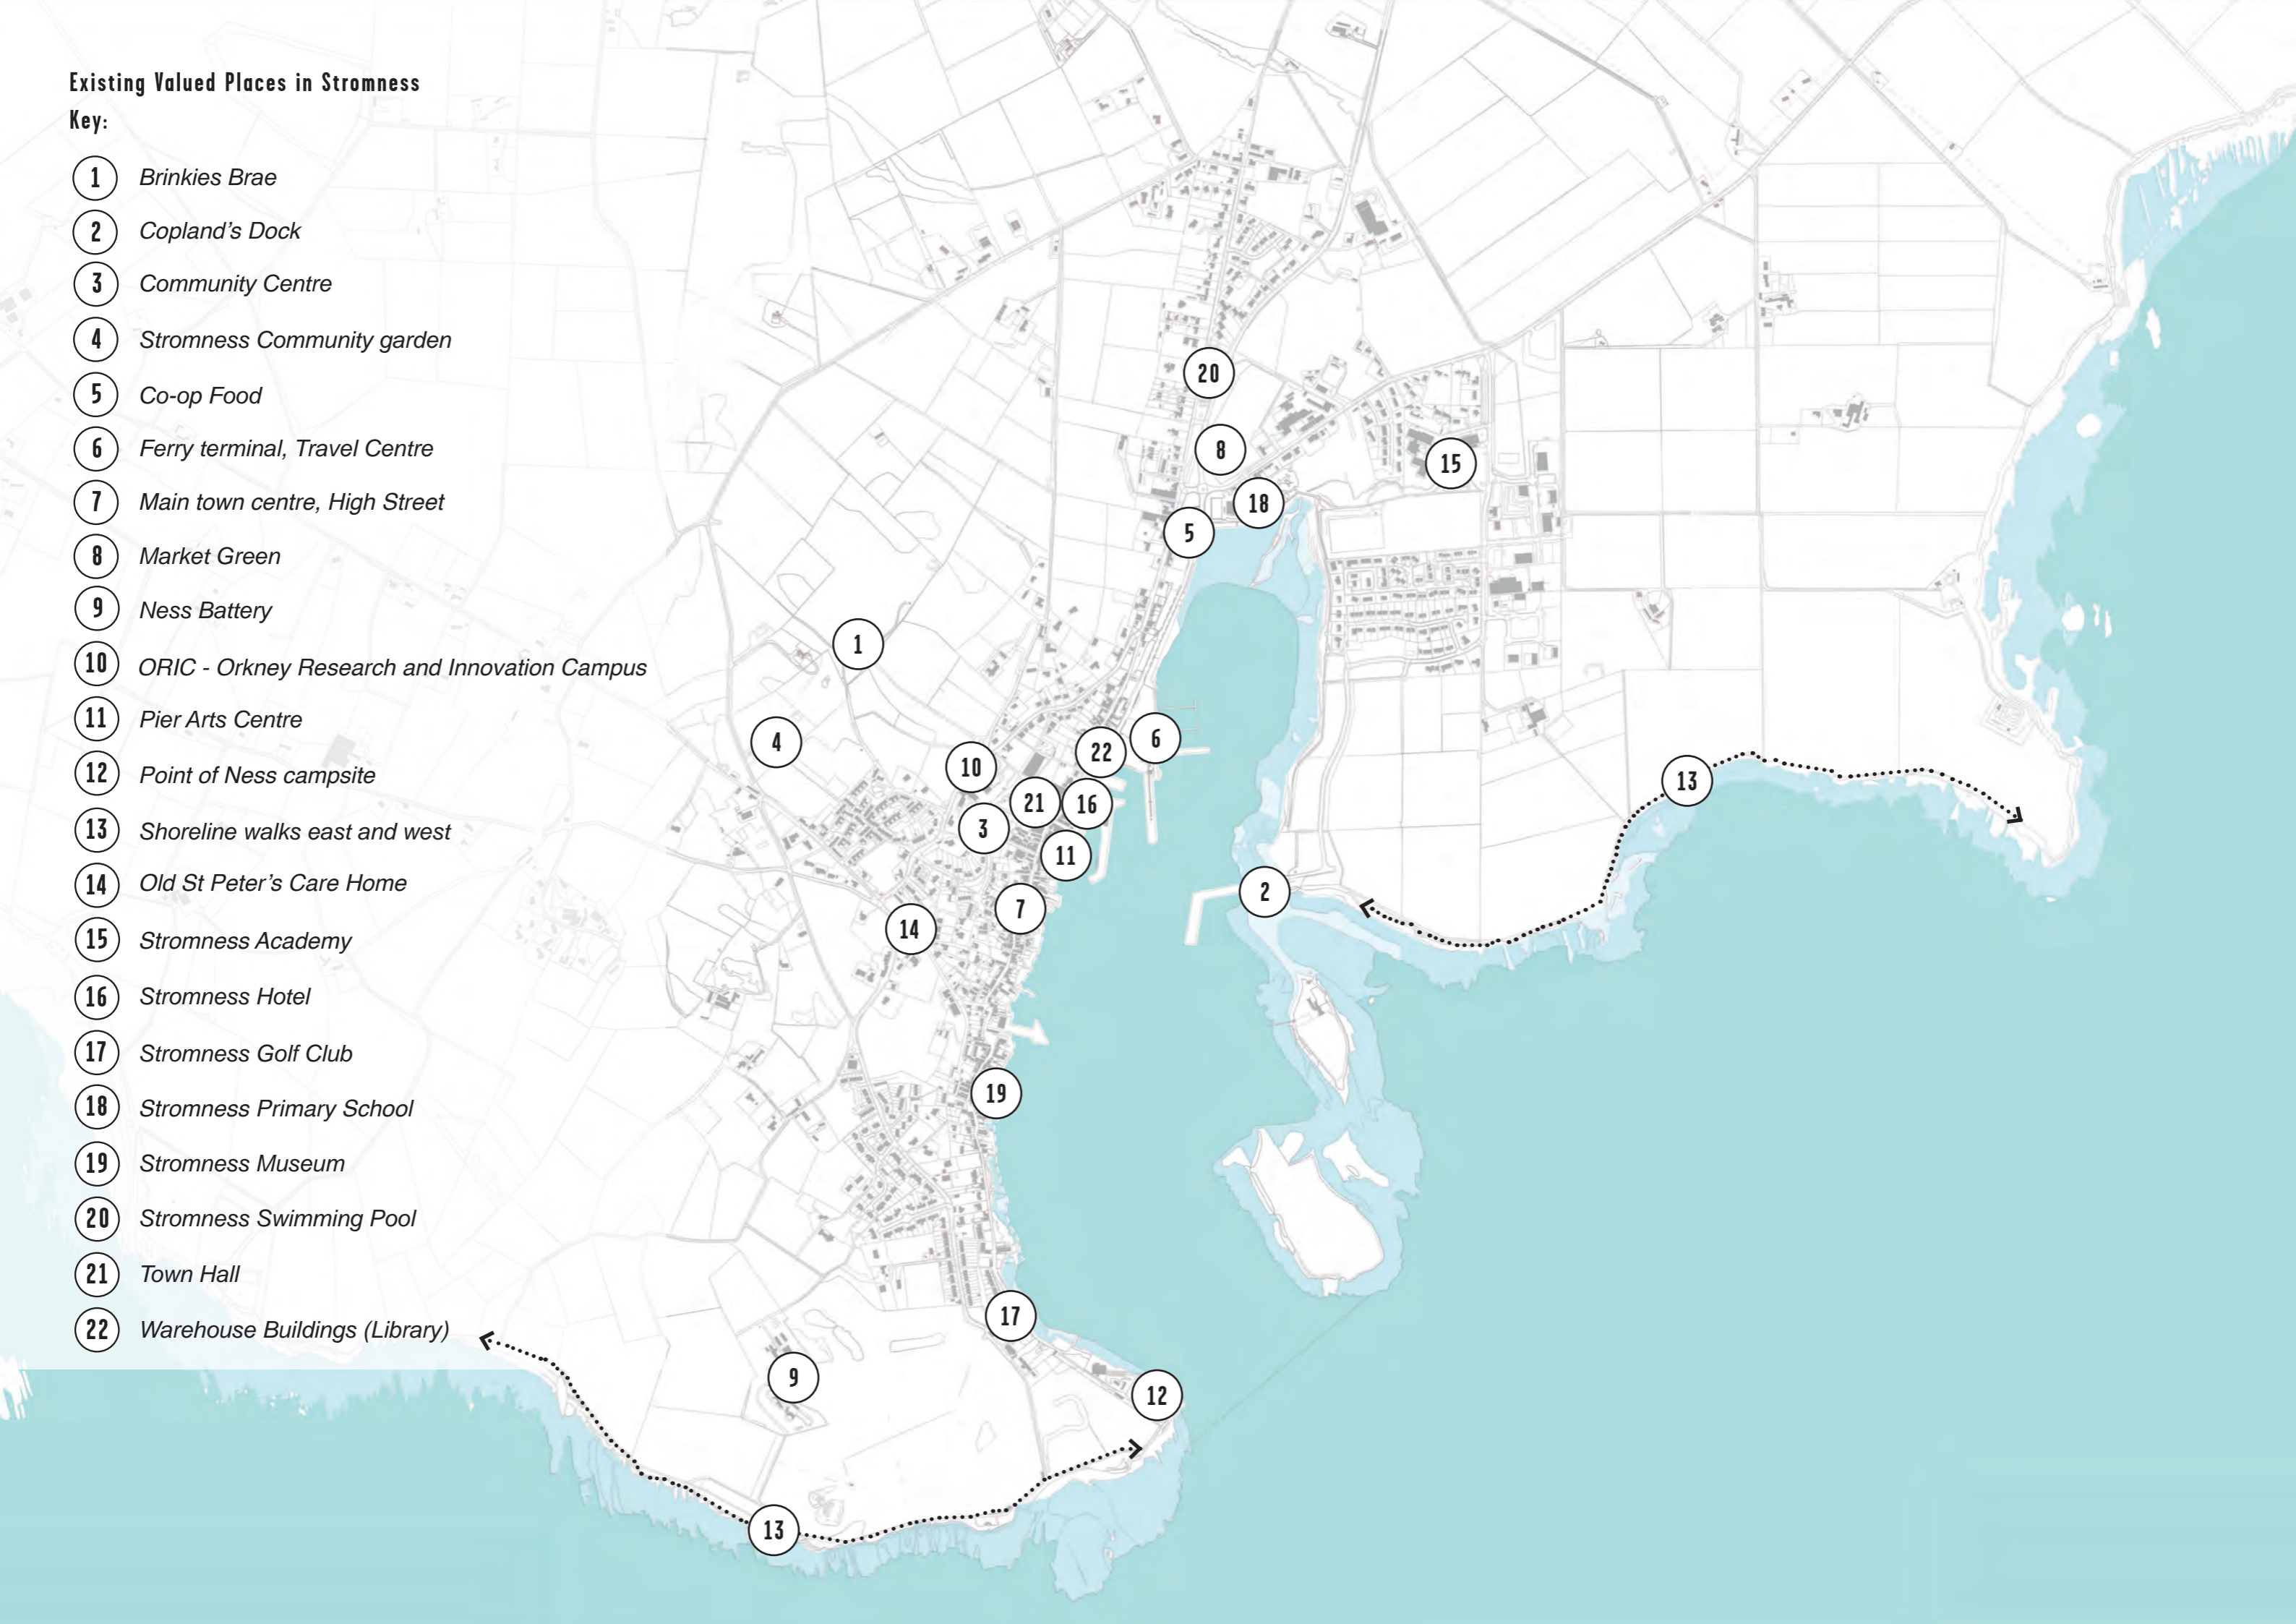 Existing Valued Places in Stromness
Key:
1 Brinkies Brae
2 Copland's Dock
3 Community Centre
4 Stromness Community garden
5 Co-op Food
6 Ferry terminal, Travel Centre
7 Main town centre, High Street
8 Market Green
9 Ness Battery
10 ORIC - Orkney Research and Innovation Campus
11 Pier Arts Centre
12 Point of Ness campsite
13 Shoreline walks east and west
14 Old St Peter's Care Home
15 Stromness Academy
16 Stromness Hotel
17 Stromness Golf Club
18 Stromness Primary School
19 Stromness Museum
20 Stromness Swimming Pool
21 Town Hall
22 Warehouse Buildings (Library)
20
8
15
18
5
1
4
6
22
10
13
21
16
3
11
2
7
14
19
17
9
12
13